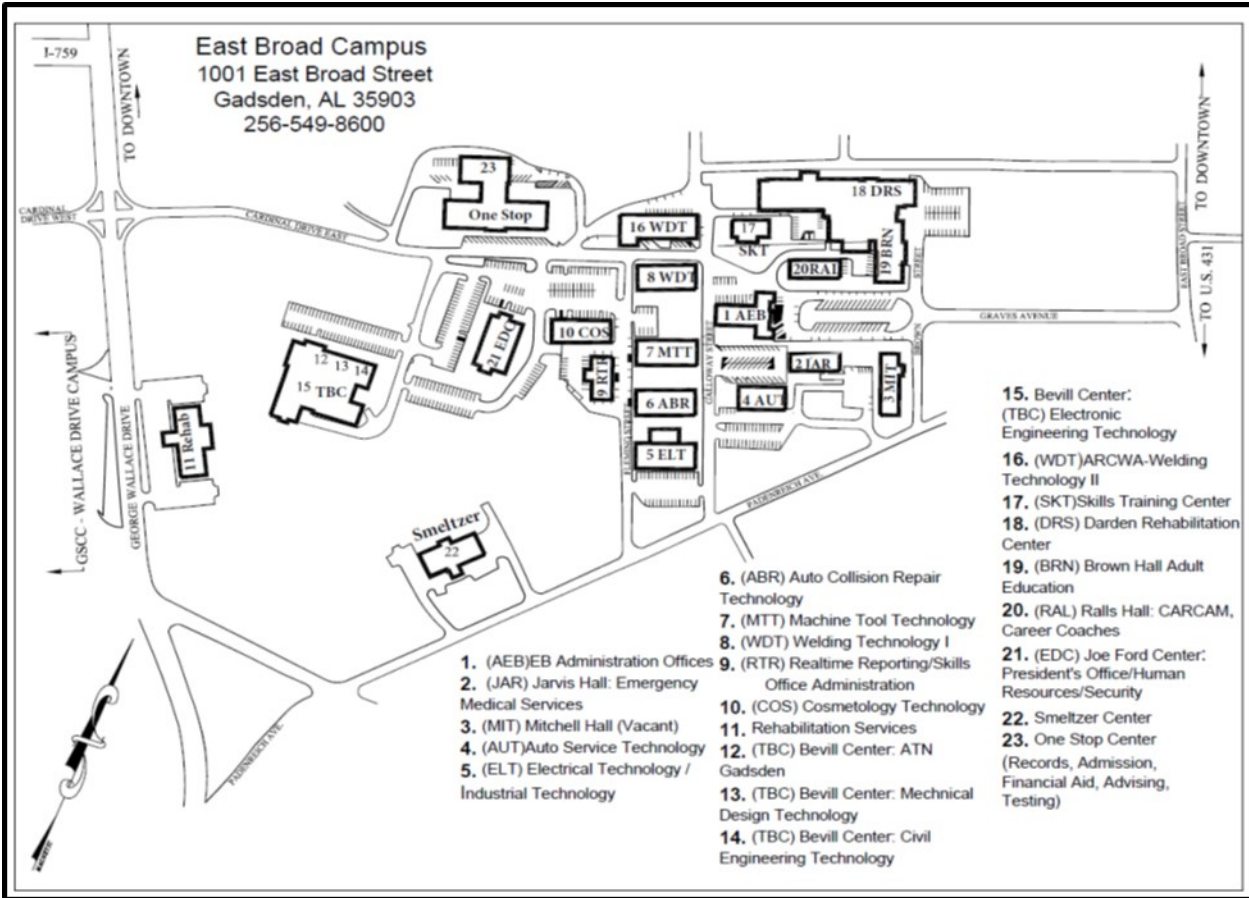 East Broad Campus
1001 East Broad Street
Gadsden, AL 35903
256-549-8600
I-759
TO DOWNTOWN
TO DOWNTOWN
CARDINAL
DRIVE WEST
CARDINAL DRIVE EAST
23
One Stop
16 WDT
17
SKT
18 DRS
19 BRN
20RAL
8 WDT
1 AEB
10 COS
21 EDC
7 MTT
2 JAR
9 RTR
3 MIT
12
13
14
15 TBC
6 ABR
4 AUT
5 ELT
11 Rehab
Smeltzer
22
STREET
BROWN
GRAVES AVENUE
EAST BROAD STREET
TO U.S. 431
GALLOWAY STREET
FLEMING STREET
PADENREICH AVE.
GSCC - WALLACE DRIVE CAMPUS
GEORGE WALLACE DRIVE
PADENREICH AVE.
1. (AEB)EB Administration Offices
2. (JAR) Jarvis Hall: Emergency
Medical Services
3. (MIT) Mitchell Hall (Vacant)
4. (AUT)Auto Service Technology
5. (ELT) Electrical Technology /
Industrial Technology
6. (ABR) Auto Collision Repair
Technology
7. (MTT) Machine Tool Technology
8. (WDT) Welding Technology I
9. (RTR) Realtime Reporting/Skills
Office Administration
10. (COS) Cosmetology Technology
11. Rehabilitation Services
12. (TBC) Bevill Center: ATN
Gadsden
13. (TBC) Bevill Center: Mechnical
Design Technology
14. (TBC) Bevill Center: Civil
Engineering Technology
15. Bevill Center:
(TBC) Electronic
Engineering Technology
16. (WDT)ARCWA-Welding
Technology II
17. (SKT)Skills Training Center
18. (DRS) Darden Rehabilitation
Center
19. (BRN) Brown Hall Adult
Education
20. (RAL) Ralls Hall: CARCAM,
Career Coaches
21. (EDC) Joe Ford Center:
President's Office/Human
Resources/Security
22. Smeltzer Center
23. One Stop Center
(Records, Admission,
Financial Aid, Advising,
Testing)